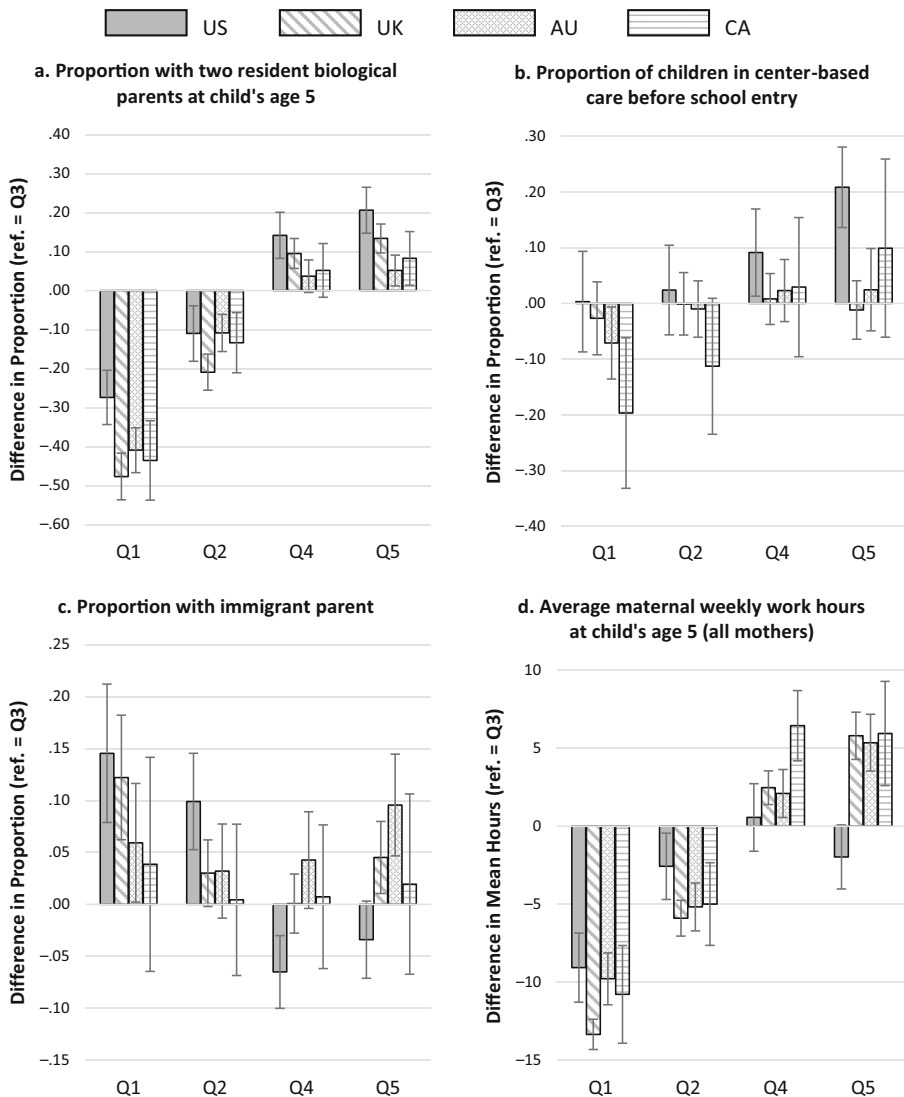 US UK AU CA
a. Proportion with two resident biological
parents at child's age 5
Difference in Proportion (ref. = Q3)
.40
.30
.20
.10
.00
−.10
−.20
−.30
−.40
−.50
−.60
Q1 Q2 Q4 Q5
b. Proportion of children in center-based
care before school entry
Difference in Proportion (ref. = Q3)
.30
.20
.10
.00
−.10
−.20
−.30
−.40
Q1 Q2 Q4 Q5
c. Proportion with immigrant parent
Difference in Proportion (ref. = Q3)
.25
.20
.15
.10
.05
.00
−.05
−.10
−.15
Q1 Q2 Q4 Q5
d. Average maternal weekly work hours
at child's age 5 (all mothers)
Difference in Mean Hours (ref. = Q3)
10
5
0
−5
−10
−15
Q1 Q2 Q4 Q5